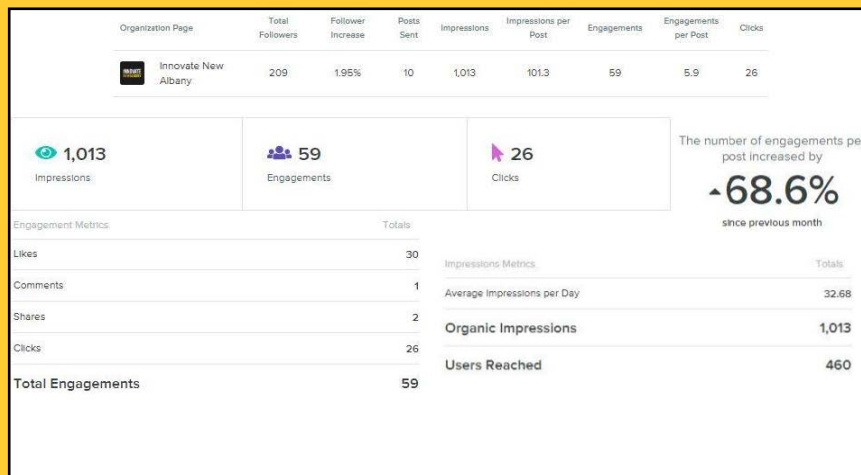 Organization Page Total Followers Follower Increase Posts Sent Impressions Impressions per Post Engagements Engagements per Post Clicks
Innovate New Albany 209 1.95% 10 1,013 101.3 59 5.9 26
1,013
Impressions
59
Engagements
26
Clicks
The number of engagements pe
post increased by
68.6%
since previous month
Engagement Metrics Totals
Likes 30
Comments 1
Shares 2
Clicks 26
Total Engagements 59
Impressions Metrics Totals
Average Impressions per Day 32.68
Organic Impressions 1,013
Users Reached 460